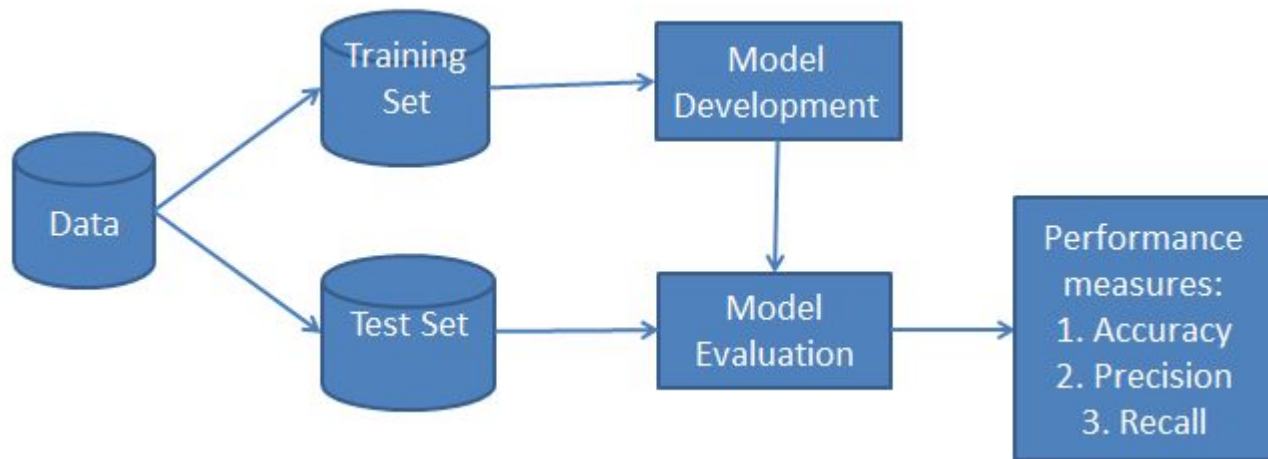 Data
Training
Set
Test Set
Model
Development
Model
Evaluation
Performance
measures:
1. Accuracy
2. Precision
3. Recall